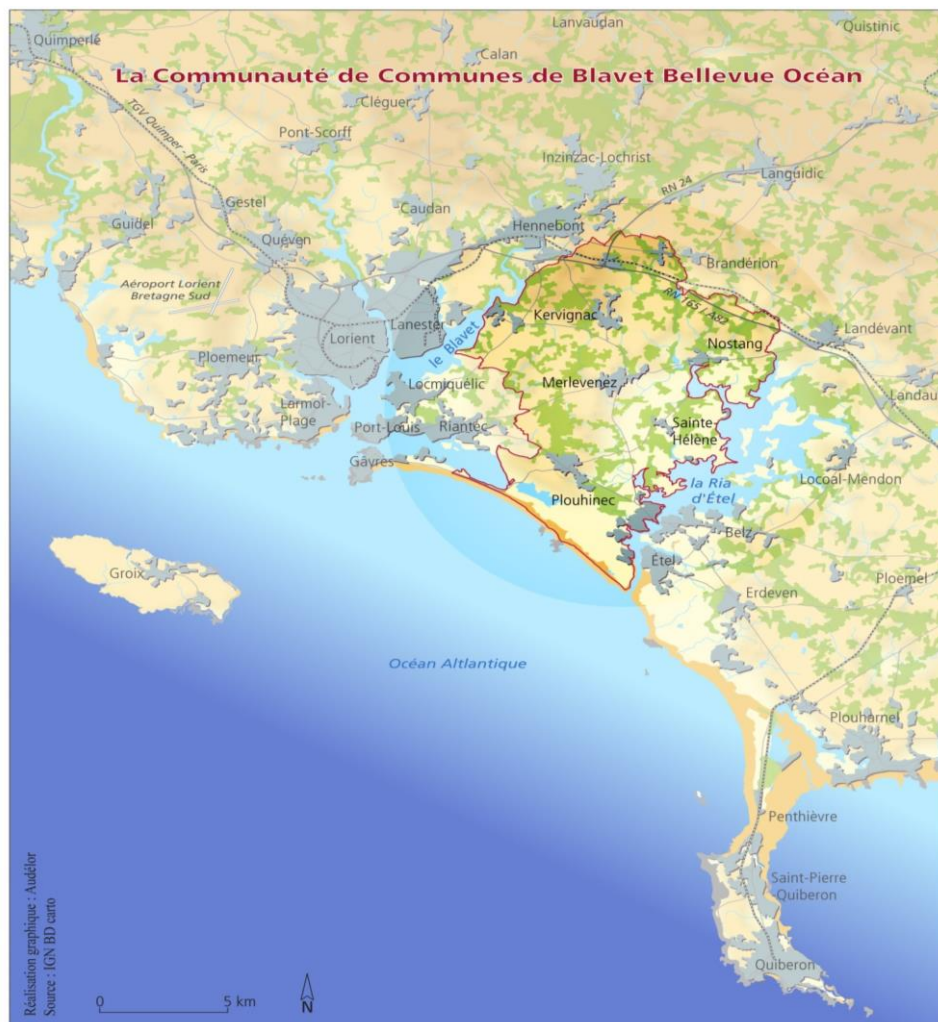 Lanvaudan
Quistinic
Quimperlé
Calan
La Communauté de Communes de Blavet Bellevue Océan
Cléguer
TGV Quimper - Paris
Pont-Scorff
Inzinzac-Lochrist
Languidic
RN 24
Gestel
Caudan
Guidel
Hennebont
Quéven
Brandérion
Aéroport Lorient
Bretagne Sud
RN 165 - A82
Kervignac
Lanester
Lorient
le Blavet
Landévant
Nostang
Ploemeur
Locmiquélic
Merlevenez
Landau
Larmor-
Plage
Port-Louis
Riantec
Sainte-
Hélène
Gâvres
la Ria
d'Étel
Locoal-Mendon
Plouhinec
Belz
Étel
Groix
Ploemel
Erdeven
Océan Altlantique
Plouharnel
Penthièvre
Saint-Pierre
Quiberon
Quiberon
Réalisation graphique : Audélor
Source : IGN BD carto
0 5 km
N